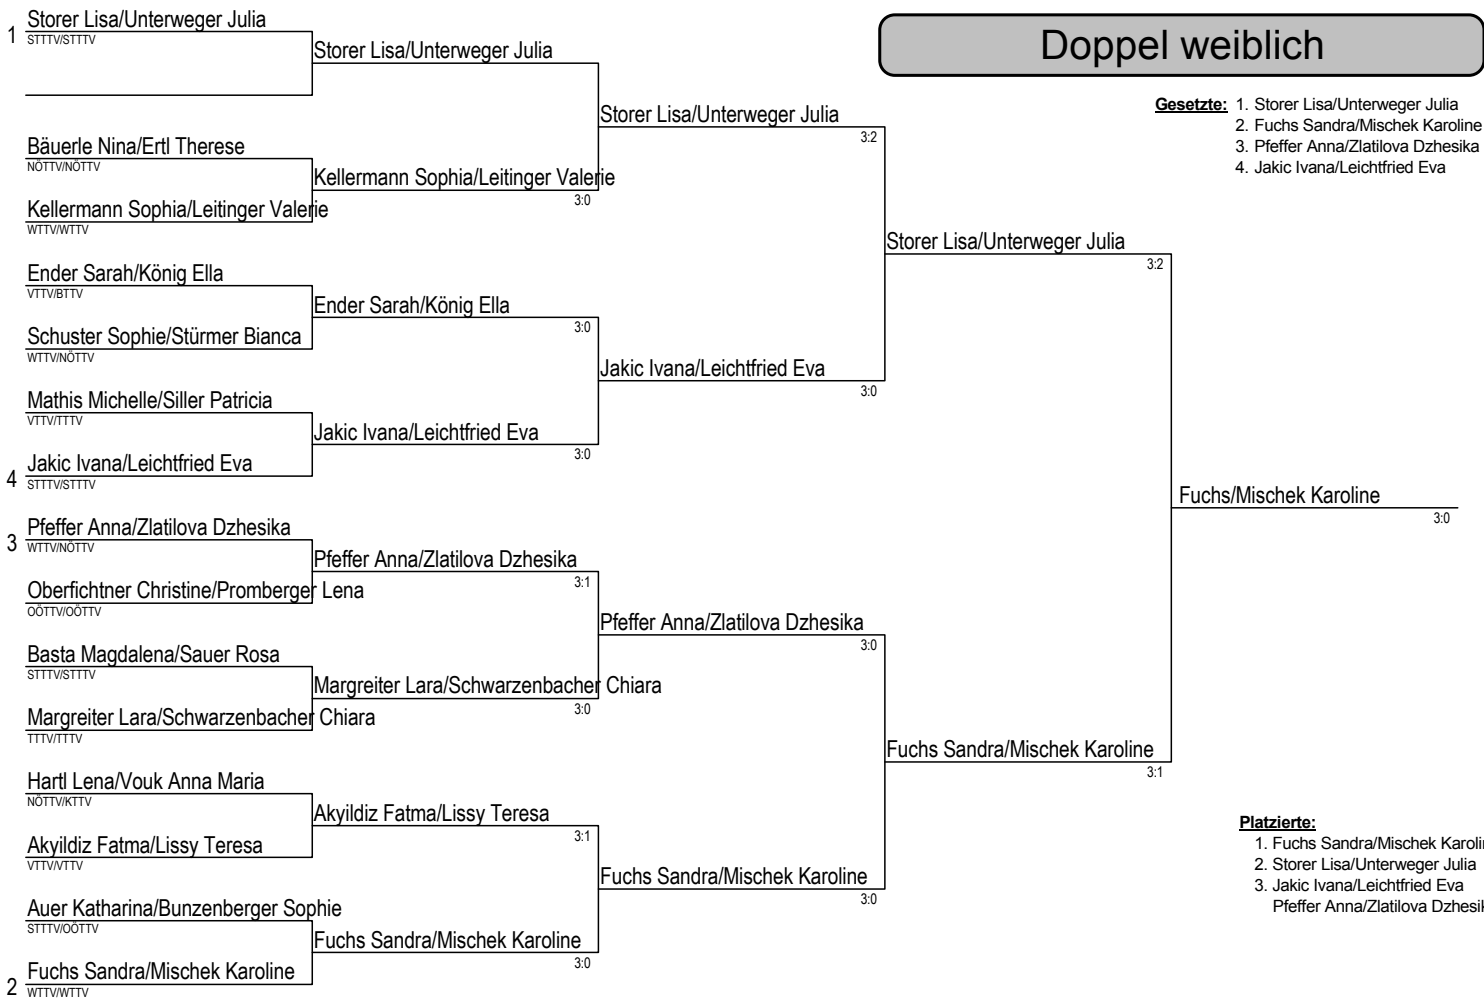 Doppel weiblich
Gesetzte: 1. Storer Lisa/Unterweger Julia
2. Fuchs Sandra/Mischek Karoline
3. Pfeffer Anna/Zlatilova Dzhesika
4. Jakic Ivana/Leichtfried Eva
1 Storer Lisa/Unterweger Julia
STTTV/STTTV
Bäuerle Nina/Ertl Therese
NÖTTV/NÖTTV
Kellermann Sophia/Leitinger Valerie
WTTV/WTTV
Ender Sarah/König Ella
VTTV/BTTV
Schuster Sophie/Stürmer Bianca
WTTV/NÖTTV
Mathis Michelle/Siller Patricia
VTTV/TTTV
4 Jakic Ivana/Leichtfried Eva
STTTV/STTTV
3 Pfeffer Anna/Zlatilova Dzhesika
WTTV/NÖTTV
Oberfichtner Christine/Promberger Lena
OÖTTV/OÖTTV
Basta Magdalena/Sauer Rosa
STTTV/STTTV
Margreiter Lara/Schwarzenbacher Chiara
TTTV/TTTV
Hartl Lena/Vouk Anna Maria
NÖTTV/KTTV
Akyildiz Fatma/Lissy Teresa
VTTV/VTTV
Auer Katharina/Bunzenberger Sophie
STTTV/OÖTTV
2 Fuchs Sandra/Mischek Karoline
WTTV/WTTV
Storer Lisa/Unterweger Julia
Kellermann Sophia/Leitinger Valerie
3:0
Ender Sarah/König Ella
3:0
Jakic Ivana/Leichtfried Eva
3:0
Pfeffer Anna/Zlatilova Dzhesika
3:1
Margreiter Lara/Schwarzenbacher Chiara
3:0
Akyildiz Fatma/Lissy Teresa
3:1
Fuchs Sandra/Mischek Karoline
3:0
Storer Lisa/Unterweger Julia
3:2
Jakic Ivana/Leichtfried Eva
3:0
Pfeffer Anna/Zlatilova Dzhesika
3:0
Fuchs Sandra/Mischek Karoline
3:0
Storer Lisa/Unterweger Julia
3:2
Fuchs Sandra/Mischek Karoline
3:1
Fuchs/Mischek Karoline
3:0
Platzierte:
1. Fuchs Sandra/Mischek Karolin
2. Storer Lisa/Unterweger Julia
3. Jakic Ivana/Leichtfried Eva
Pfeffer Anna/Zlatilova Dzhesik